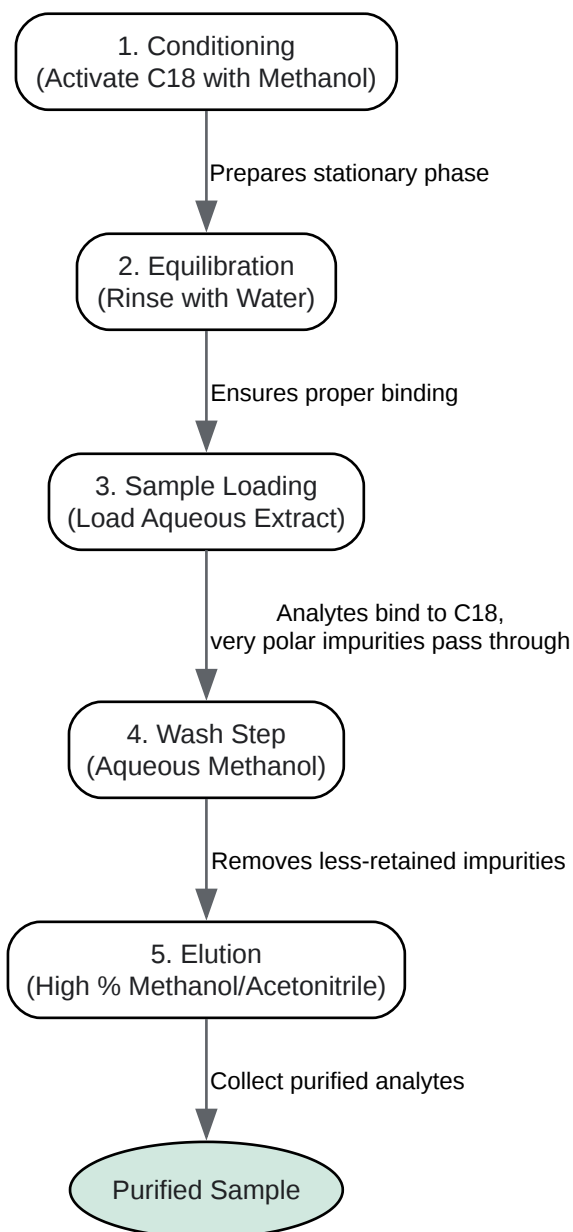 1. Conditioning
(Activate C18 with Methanol)
Prepares stationary phase
2. Equilibration
(Rinse with Water)
Ensures proper binding
3. Sample Loading
(Load Aqueous Extract)
Analytes bind to C18,
very polar impurities pass through
4. Wash Step
(Aqueous Methanol)
Removes less-retained impurities
5. Elution
(High % Methanol/Acetonitrile)
Collect purified analytes
Purified Sample